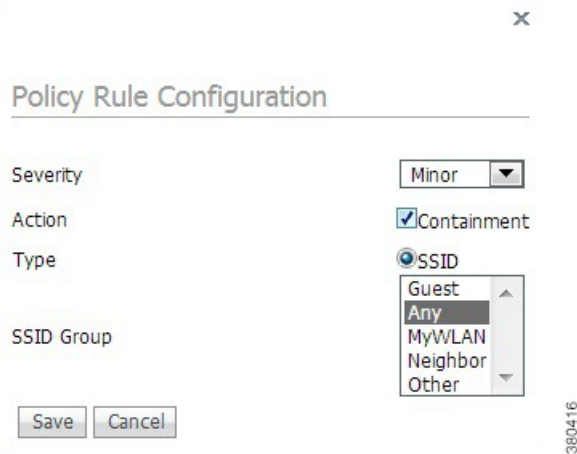 ×
Policy Rule Configuration
Severity Minor
Action Containment
Type SSID
SSID Group
Guest
Any
MyWLAN
Neighbor
Other
Save Cancel
380416